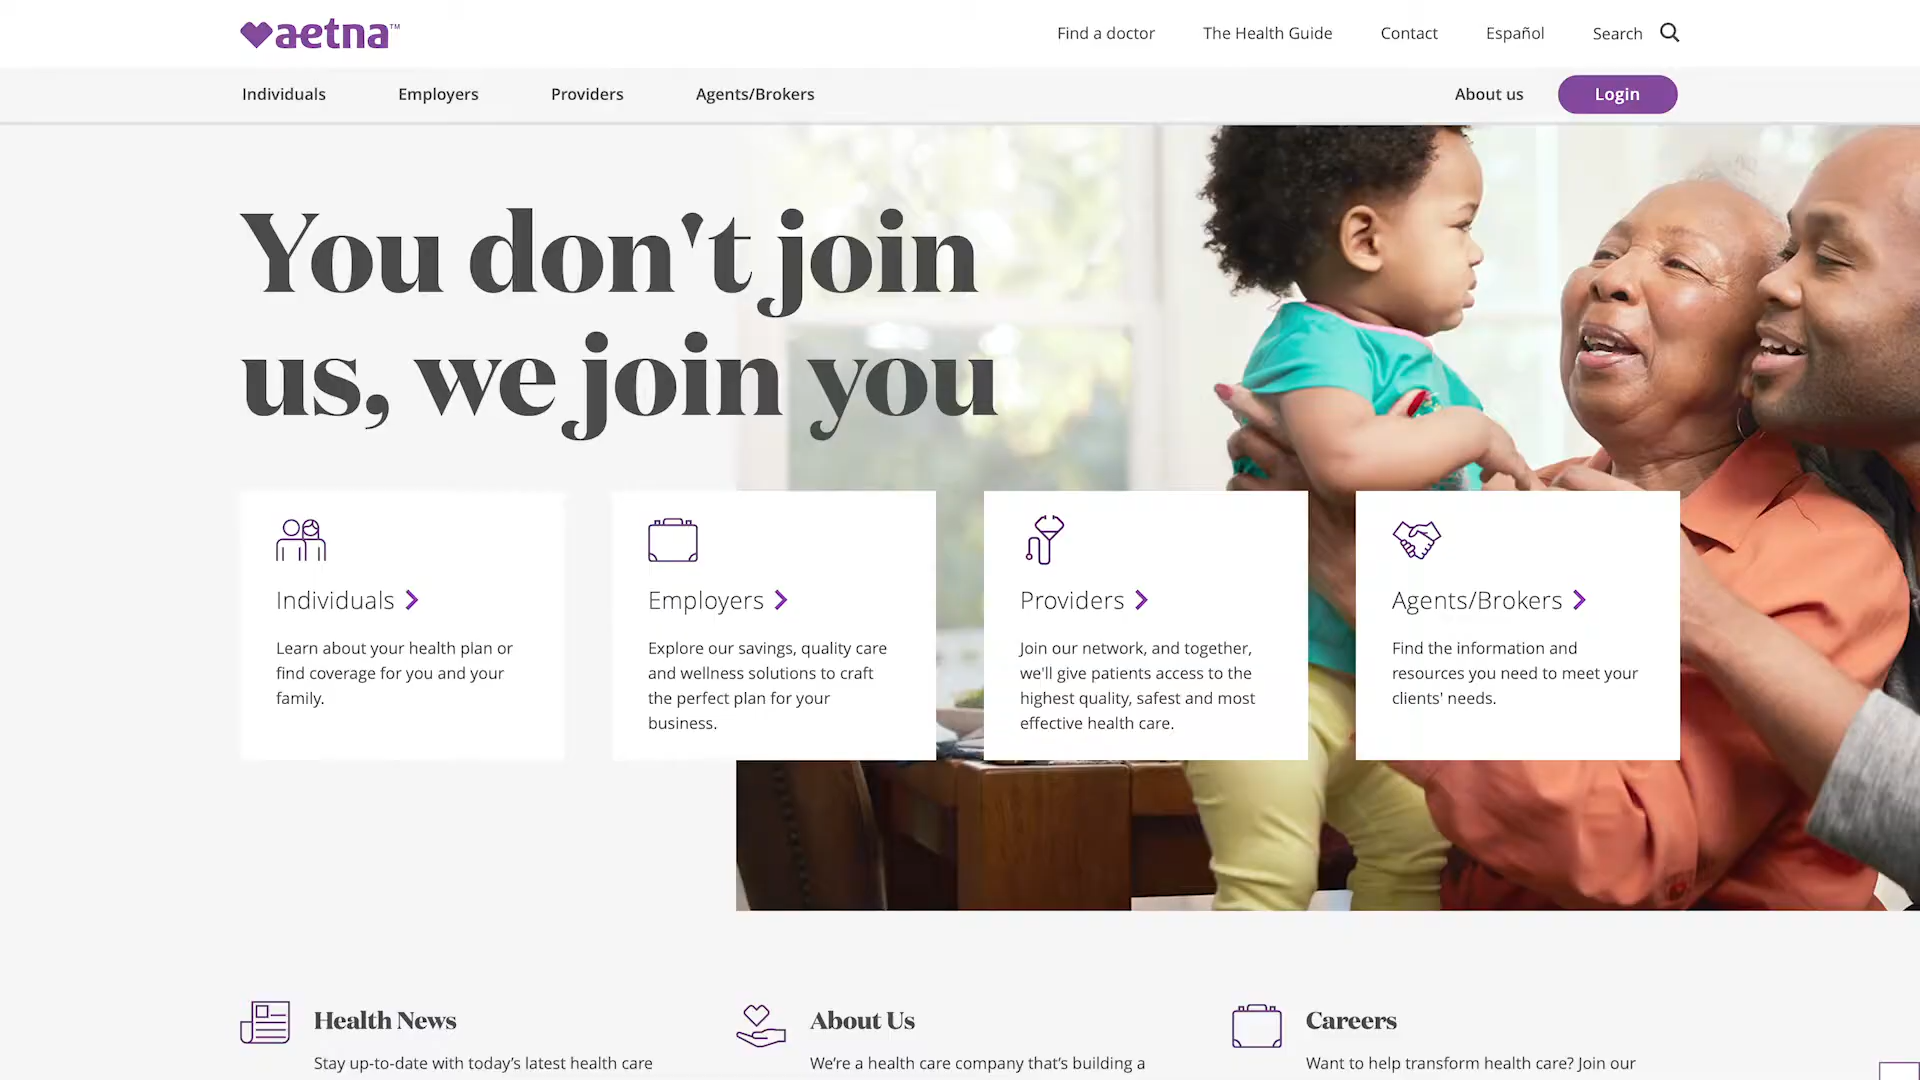 aetna™
Find a doctor
The Health Guide
Contact
Español
Search
Individuals
Employers
Providers
Agents/Brokers
About us
Login
You don't join
us, we join you
Individuals
Learn about your health plan or
find coverage for you and your
family.
Employers
Explore our savings, quality care
and wellness solutions to craft
the perfect plan for your
business.
Providers
Join our network, and together,
we'll give patients access to the
highest quality, safest and most
effective health care.
Agents/Brokers
Find the information and
resources you need to meet your
clients' needs.
Health News
Stay up-to-date with today’s latest health care
About Us
We’re a health care company that’s building a
Careers
Want to help transform health care? Join our